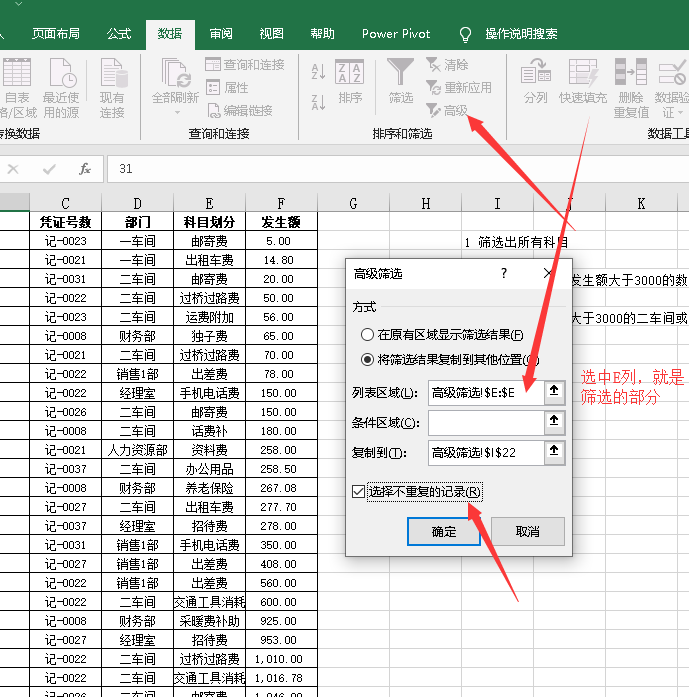 页面布局 公式 数据 审阅 视图 帮助 Power Pivot 操作说明搜索
自表 最近使 现有 全部刷新 查询和连接 排序 筛选 清除 分列 快速填充 删除 数据验
格/区域 用的源 连接 属性 重新应用 重复值 证
编辑链接 高级
转换数据 查询和连接 排序和筛选 数据工具
fx 31
C D E F G H I J K
凭证号数 部门 科目划分 发生额
记-0023 一车间 邮寄费 5.00 1 筛选出所有科目
记-0021 一车间 出租车费 14.80
记-0031 二车间 邮寄费 20.00 发生额大于3000的数
记-0022 二车间 过桥过路费 50.00
记-0023 二车间 运费附加 56.00 大于3000的二车间或
记-0008 财务部 独子费 65.00
记-0021 二车间 过桥过路费 70.00
记-0022 销售1部 出差费 78.00
记-0022 经理室 手机电话费 150.00
记-0026 二车间 邮寄费 150.00
记-0008 二车间 话费补 180.00
记-0021 人力资源部 资料费 258.00
记-0037 二车间 办公用品 258.50
记-0008 财务部 养老保险 267.08
记-0027 二车间 出租车费 277.70
记-0037 经理室 招待费 278.00
记-0031 销售1部 手机电话费 350.00
记-0027 销售1部 出差费 408.00
记-0022 销售1部 出差费 560.00
记-0022 二车间 交通工具消耗 600.00
记-0008 财务部 采暖费补助 925.00
记-0027 经理室 招待费 953.00
记-0022 二车间 过桥过路费 1,010.00
记-0022 二车间 交通工具消耗 1,016.78
记-0026 二车间 邮寄费 1,046.00
高级筛选 ?
方式
在原有区域显示筛选结果(F)
将筛选结果复制到其他位置(O)
列表区域(L): 高级筛选!$E:$E
条件区域(C):
复制到(T): 高级筛选!$I$22
选择不重复的记录(R)
确定 取消
选中E列，就是
筛选的部分